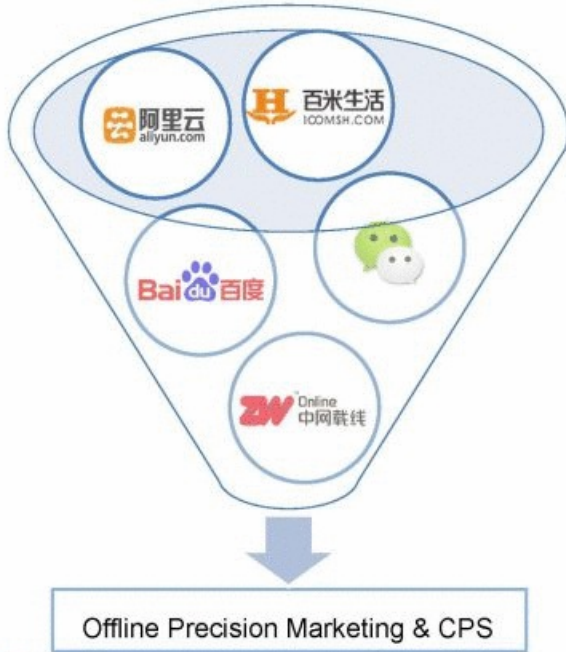 阿里云
aliyun.com
百米生活
100MSH.COM
Bai du 百度
ZW Online
中网载线
Offline Precision Marketing & CPS